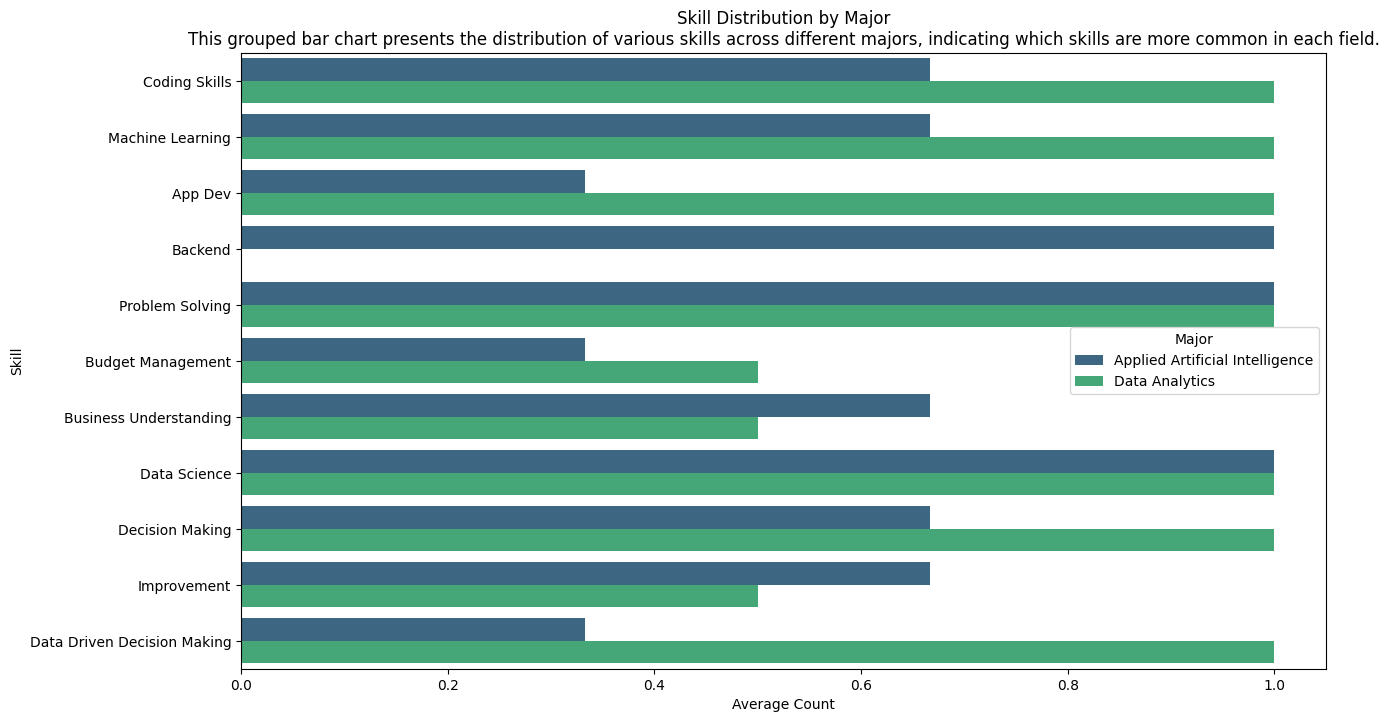 Skill Distribution by Major
This grouped bar chart presents the distribution of various skills across different majors, indicating which skills are more common in each field.
Coding Skills
Machine Learning
App Dev
Backend
Problem Solving
Budget Management
Business Understanding
Data Science
Decision Making
Improvement
Data Driven Decision Making
Skill
Major
Applied Artificial Intelligence
Data Analytics
0.0 0.2 0.4 0.6 0.8 1.0
Average Count